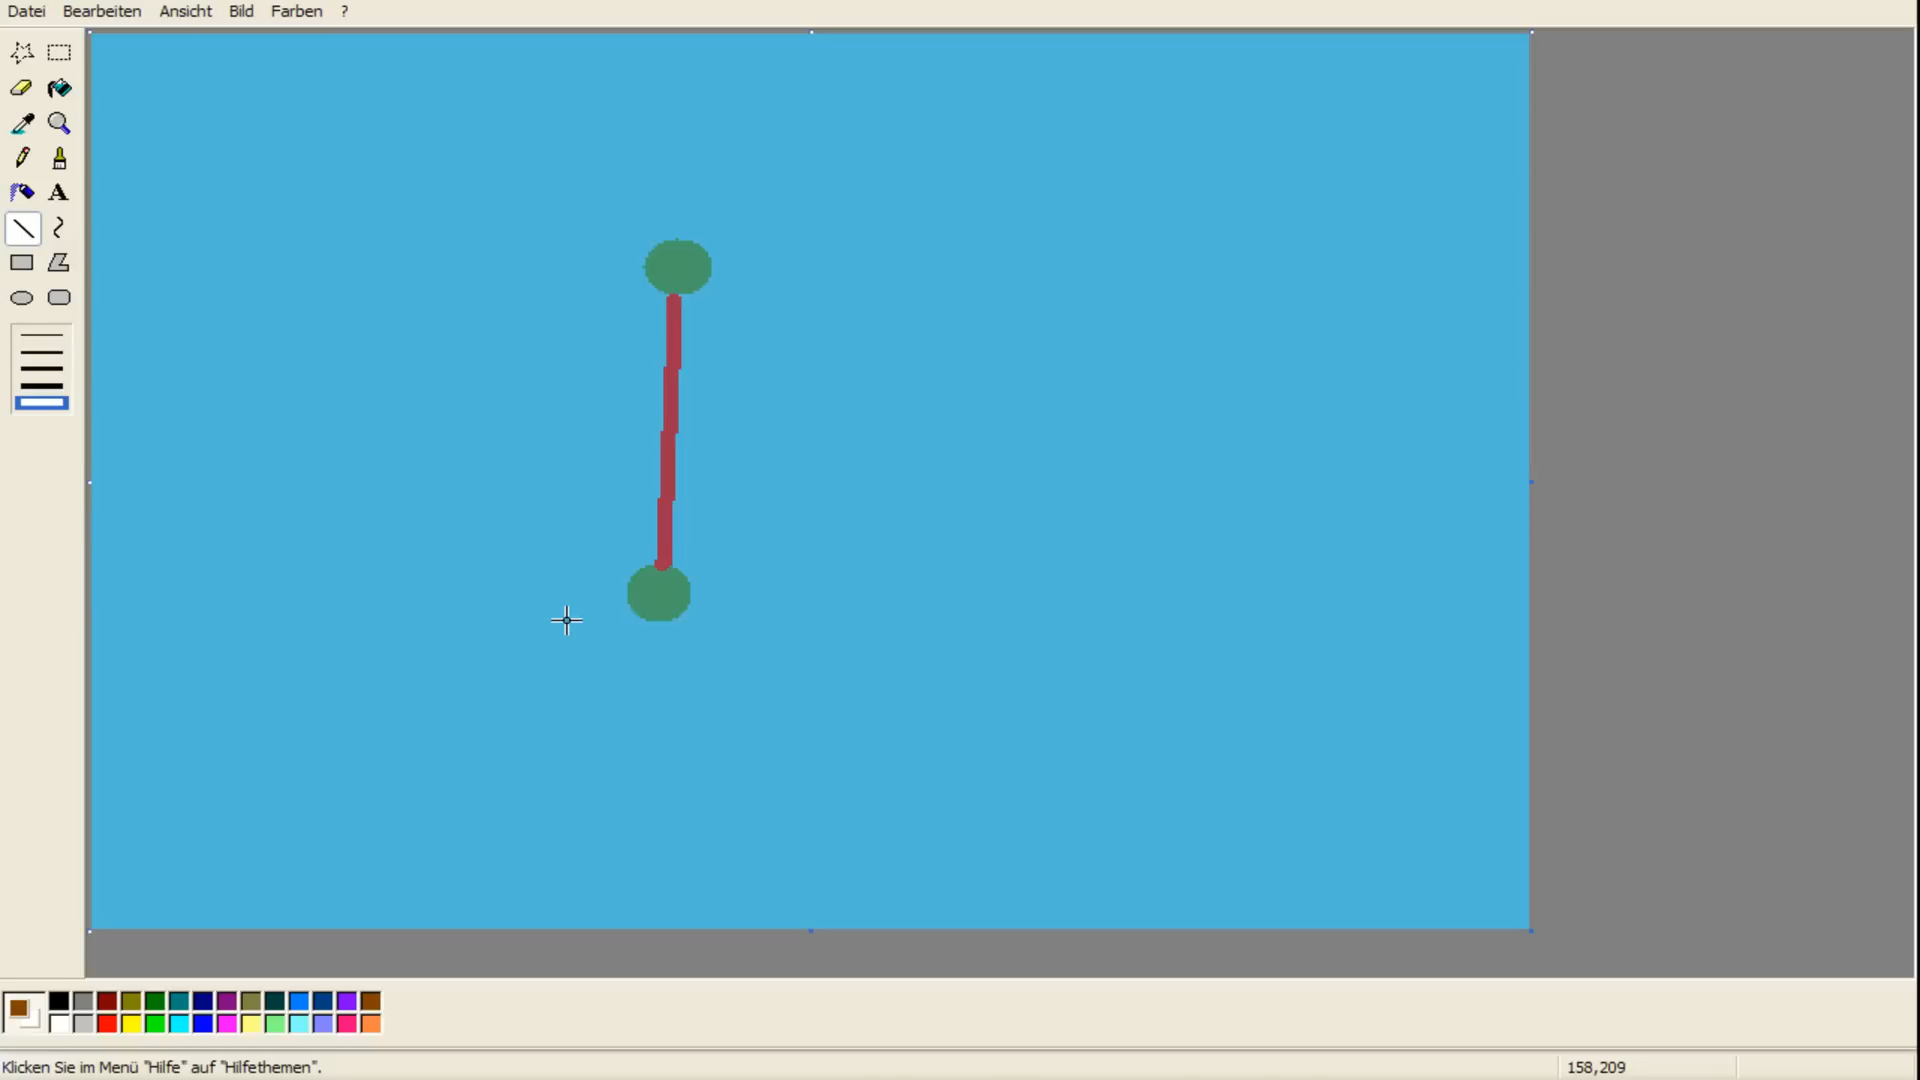 Datei Bearbeiten Ansicht Bild Farben ?
A
Klicken Sie im Menü "Hilfe" auf "Hilfethemen". 158,209